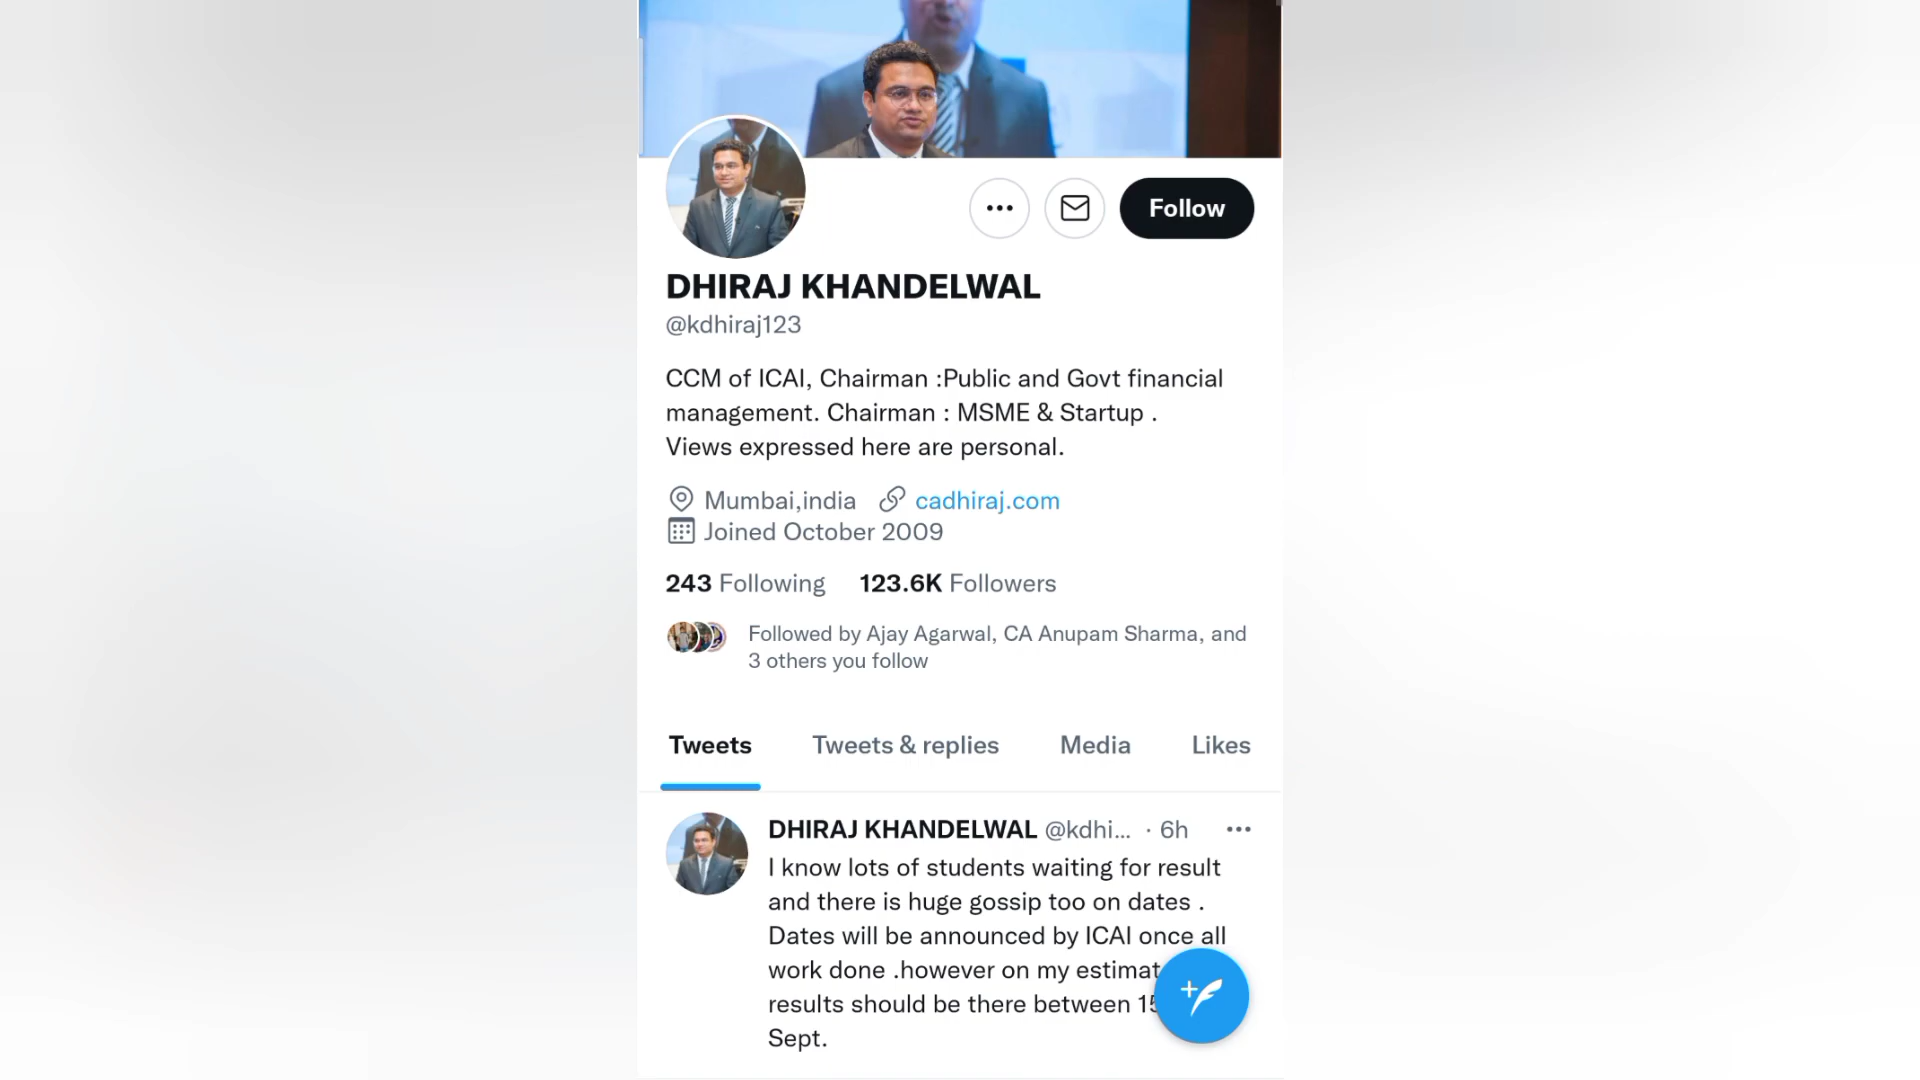 Follow
DHIRAJ KHANDELWAL
@kdhiraj123
CCM of ICAI, Chairman :Public and Govt financial
management. Chairman : MSME & Startup .
Views expressed here are personal.
Mumbai,india cadhiraj.com
Joined October 2009
243 Following 123.6K Followers
Followed by Ajay Agarwal, CA Anupam Sharma, and
3 others you follow
Tweets Tweets & replies Media Likes
DHIRAJ KHANDELWAL @kdhi... · 6h
I know lots of students waiting for result
and there is huge gossip too on dates .
Dates will be announced by ICAI once all
work done .however on my
results should be there between
Sept.